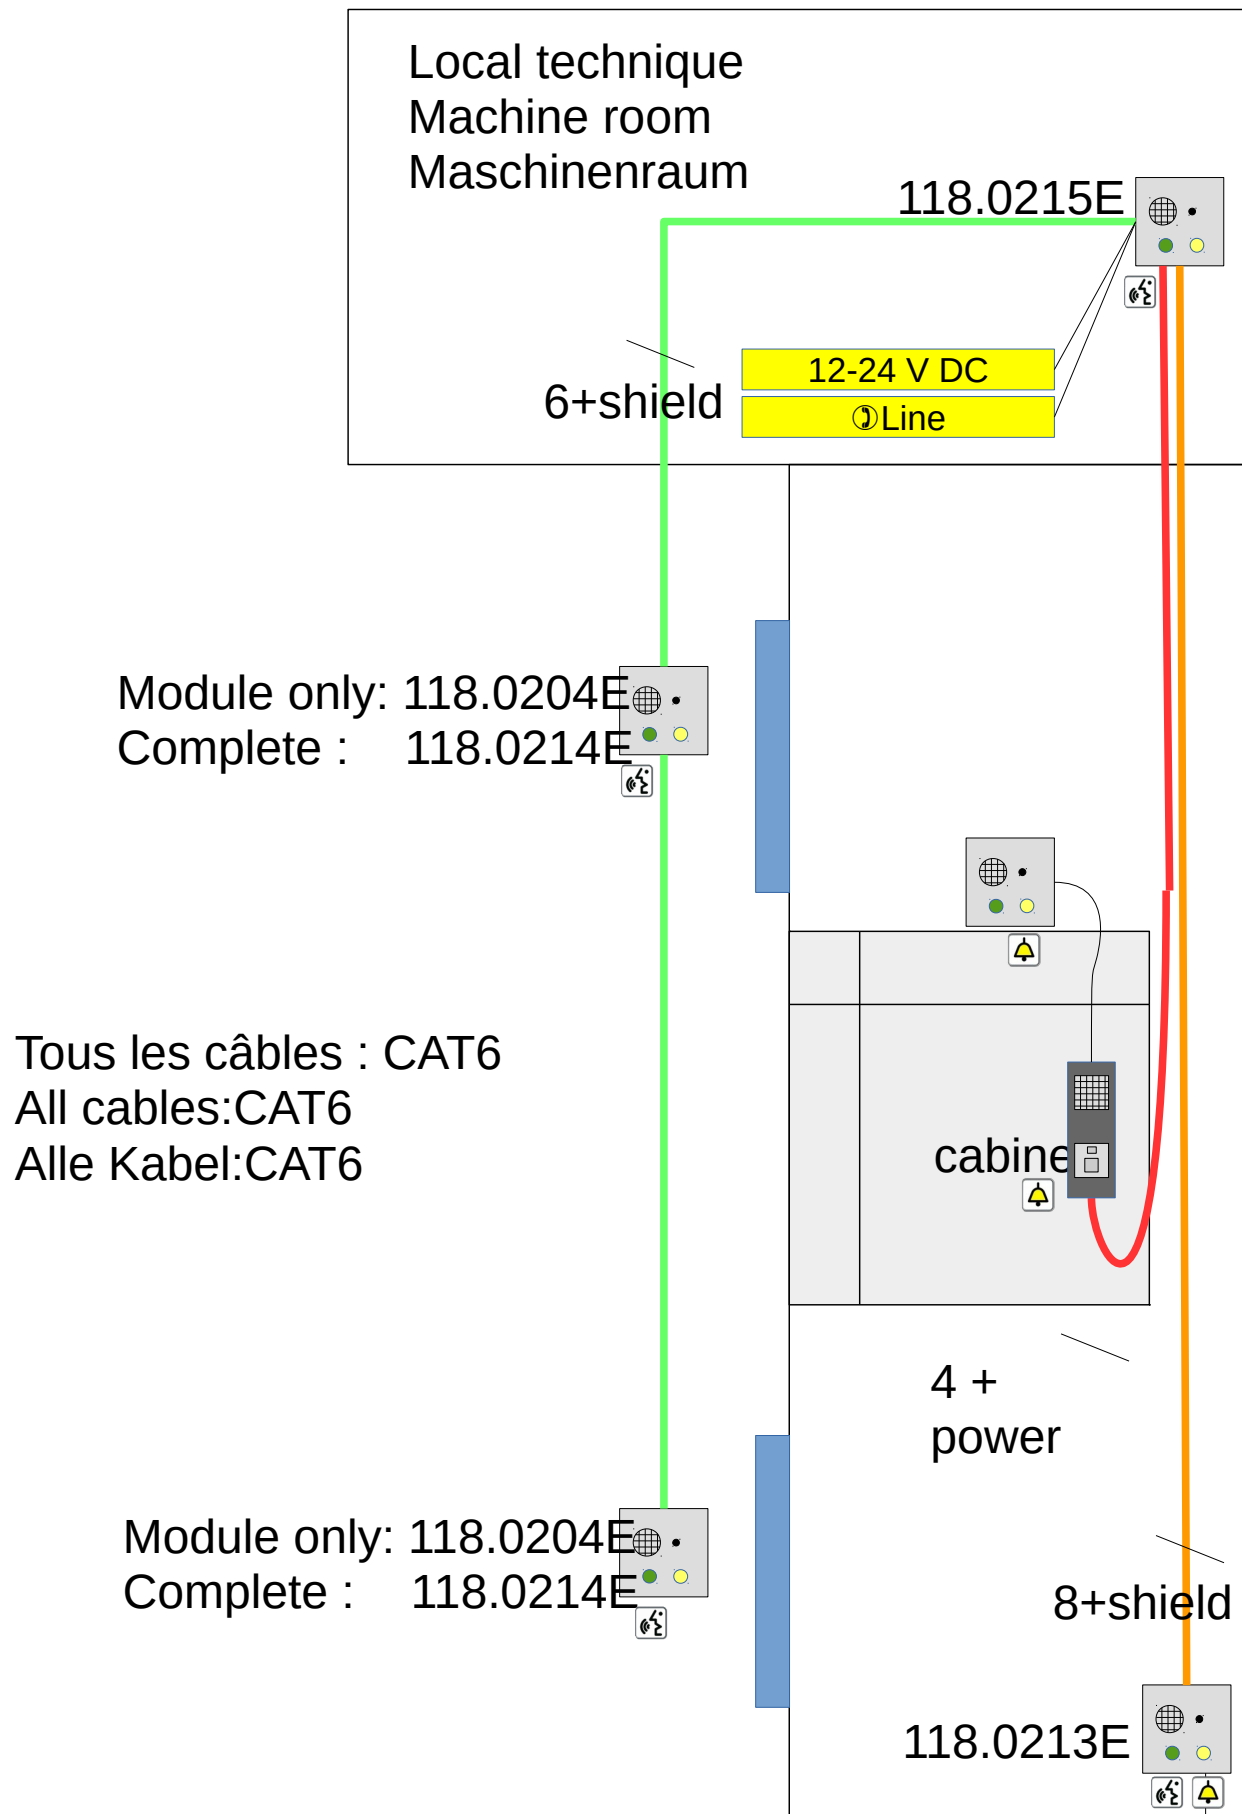 Local technique
Machine room
Maschinenraum
118.0215E
12-24 V DC
✆Line
6+shield
Module only: 118.0204E
Complete : 118.0214E
Tous les câbles : CAT6
All cables:CAT6
Alle Kabel:CAT6
cabine
4 +
power
Module only: 118.0204E
Complete : 118.0214E
8+shield
118.0213E